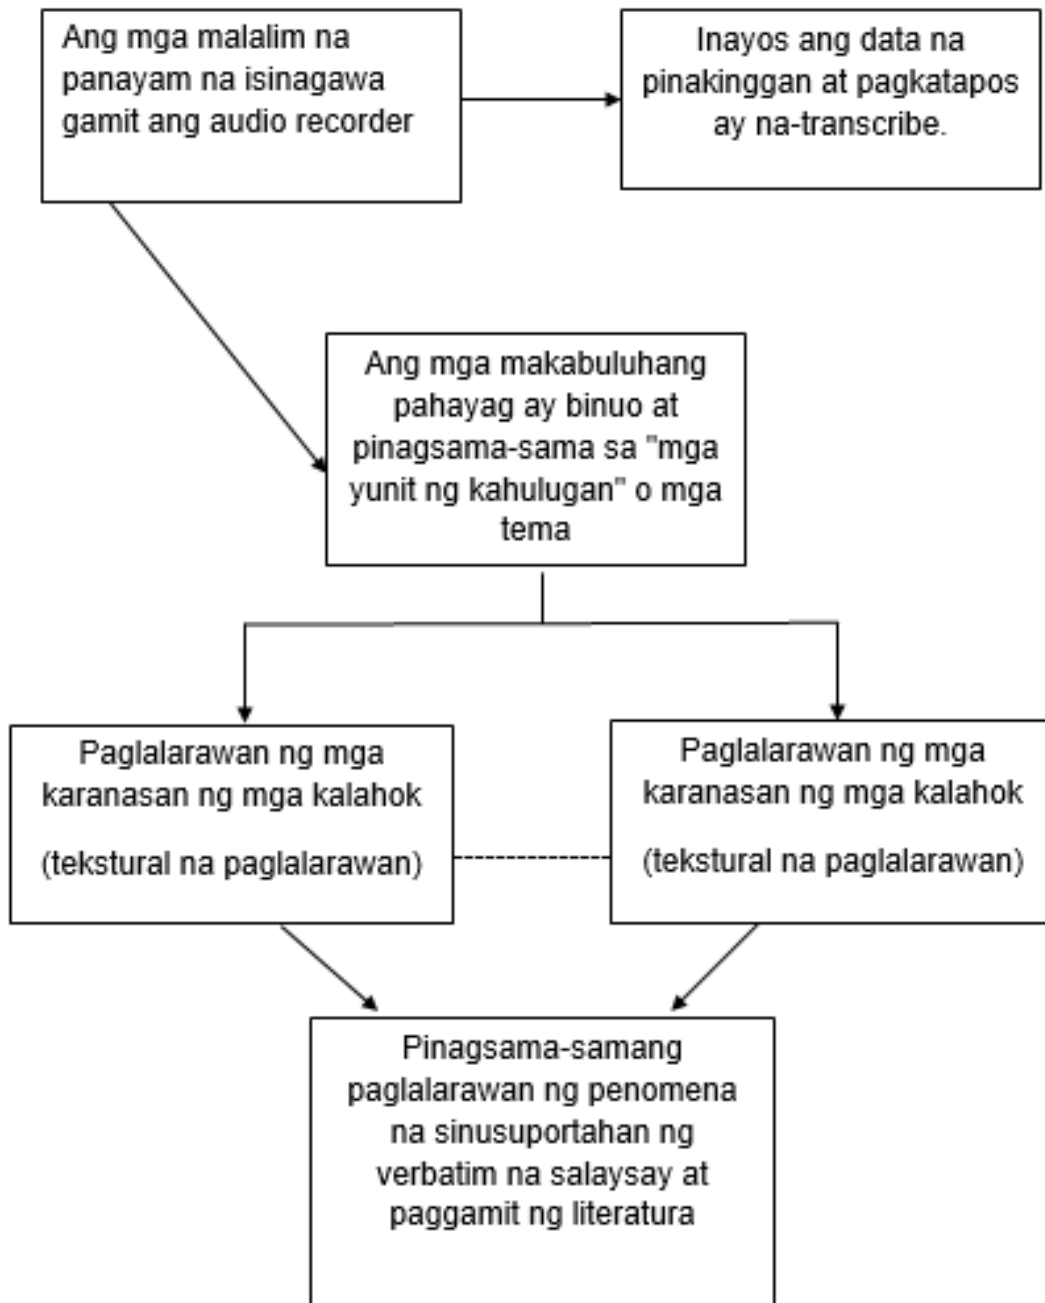 Ang mga malalim na
panayam na isinagawa
gamit ang audio recorder
Inayos ang data na
pinakinggan at pagkatapos
ay na-transcribe.
Ang mga makabuluhang
pahayag ay binuo at
pinagsama-sama sa "mga
yunit ng kahulugan" o mga
tema
Paglalarawan ng mga
karanasan ng mga kalahok
(tekstural na paglalarawan)
Paglalarawan ng mga
karanasan ng mga kalahok
(tekstural na paglalarawan)
Pinagsama-samang
paglalarawan ng penomena
na sinusuportahan ng
verbatim na salaysay at
paggamit ng literatura